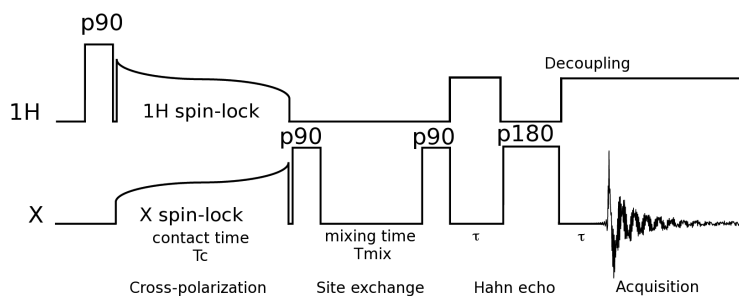 p90
Decoupling
1H
1H spin-lock
p90
p90
p180
X
X spin-lock
contact time
Tc
mixing time
Tmix
τ
τ
Cross-polarization
Site exchange
Hahn echo
Acquisition